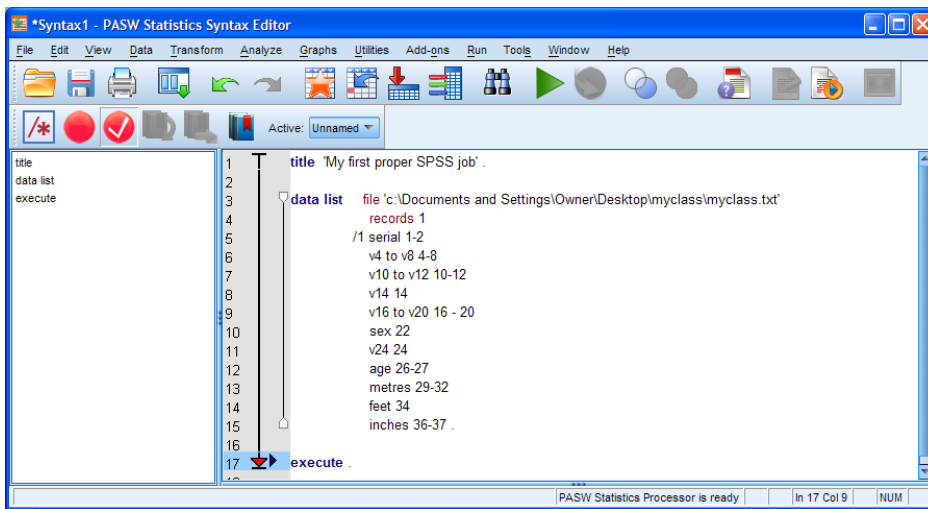 *Syntax1 - PASW Statistics Syntax Editor
File Edit View Data Transform Analyze Graphs Utilities Add-ons Run Tools Window Help
Active: Unnamed
title
data list
execute
1 title 'My first proper SPSS job' .
2
3 data list file 'c:\Documents and Settings\Owner\Desktop\myclass\myclass.txt'
4 records 1
5 /1 serial 1-2
6 v4 to v8 4-8
7 v10 to v12 10-12
8 v14 14
9 v16 to v20 16 - 20
10 sex 22
11 v24 24
12 age 26-27
13 metres 29-32
14 feet 34
15 inches 36-37 .
16
17 execute .
PASW Statistics Processor is ready In 17 Col 9 NUM